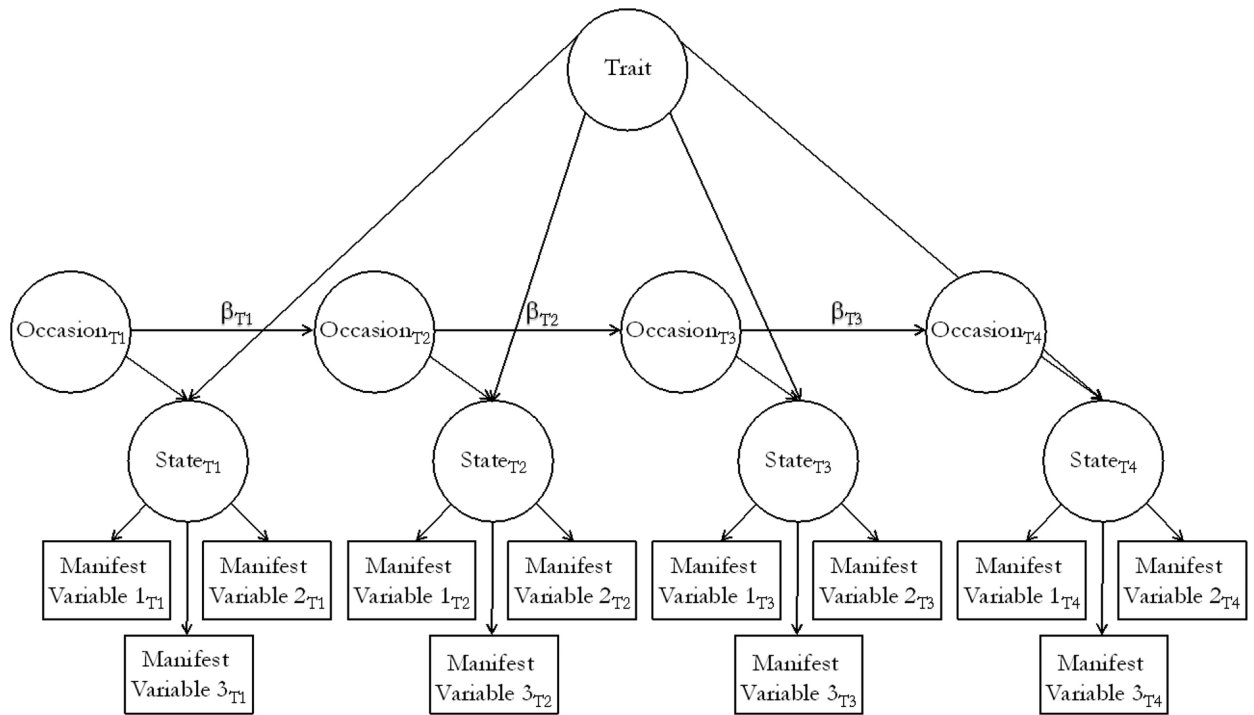 Trait
β_T1
β_T2
β_T3
Occasion_T1
Occasion_T2
Occasion_T3
Occasion_T4
State_T1
State_T2
State_T3
State_T4
Manifest
Variable 1_T1
Manifest
Variable 2_T1
Manifest
Variable 1_T2
Manifest
Variable 2_T2
Manifest
Variable 1_T3
Manifest
Variable 2_T3
Manifest
Variable 1_T4
Manifest
Variable 2_T4
Manifest
Variable 3_T1
Manifest
Variable 3_T2
Manifest
Variable 3_T3
Manifest
Variable 3_T4